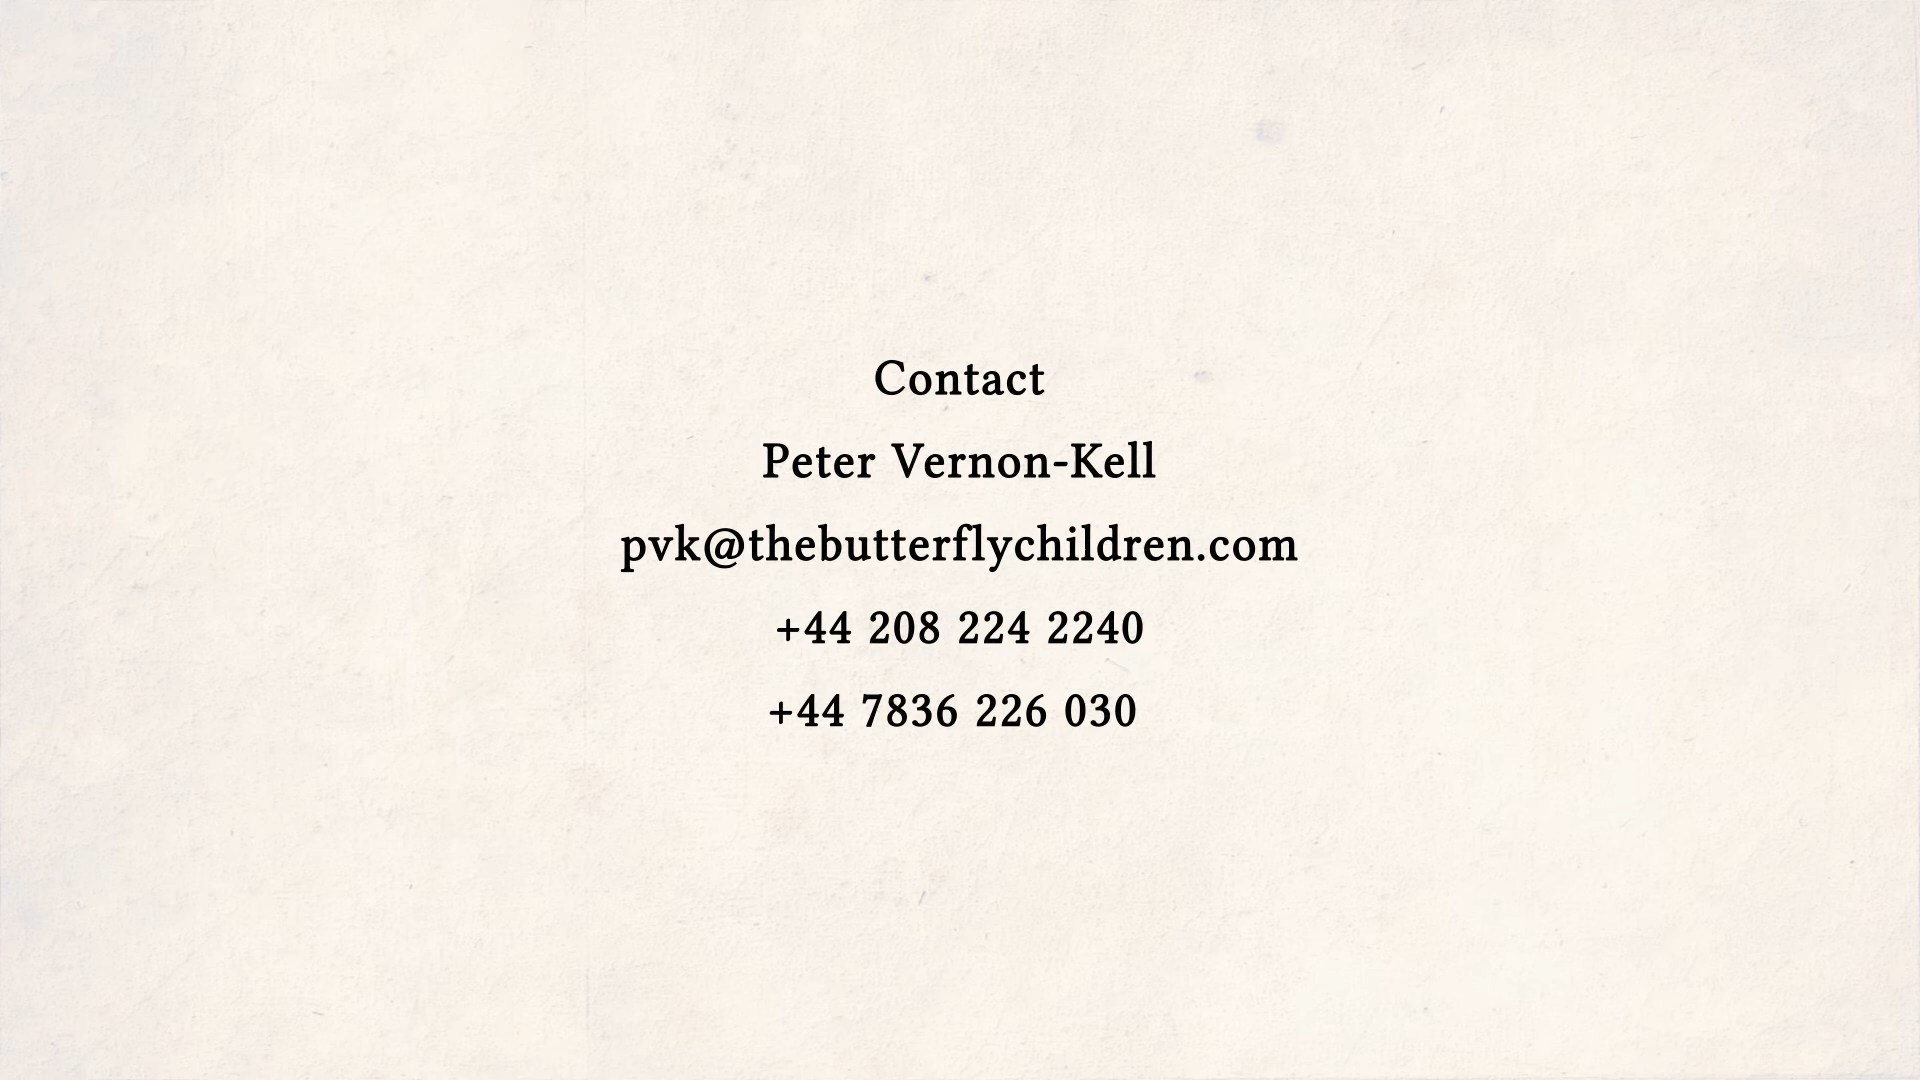 Contact
Peter Vernon-Kell
pvk@thebutterflychildren.com
+44 208 224 2240
+44 7836 226 030